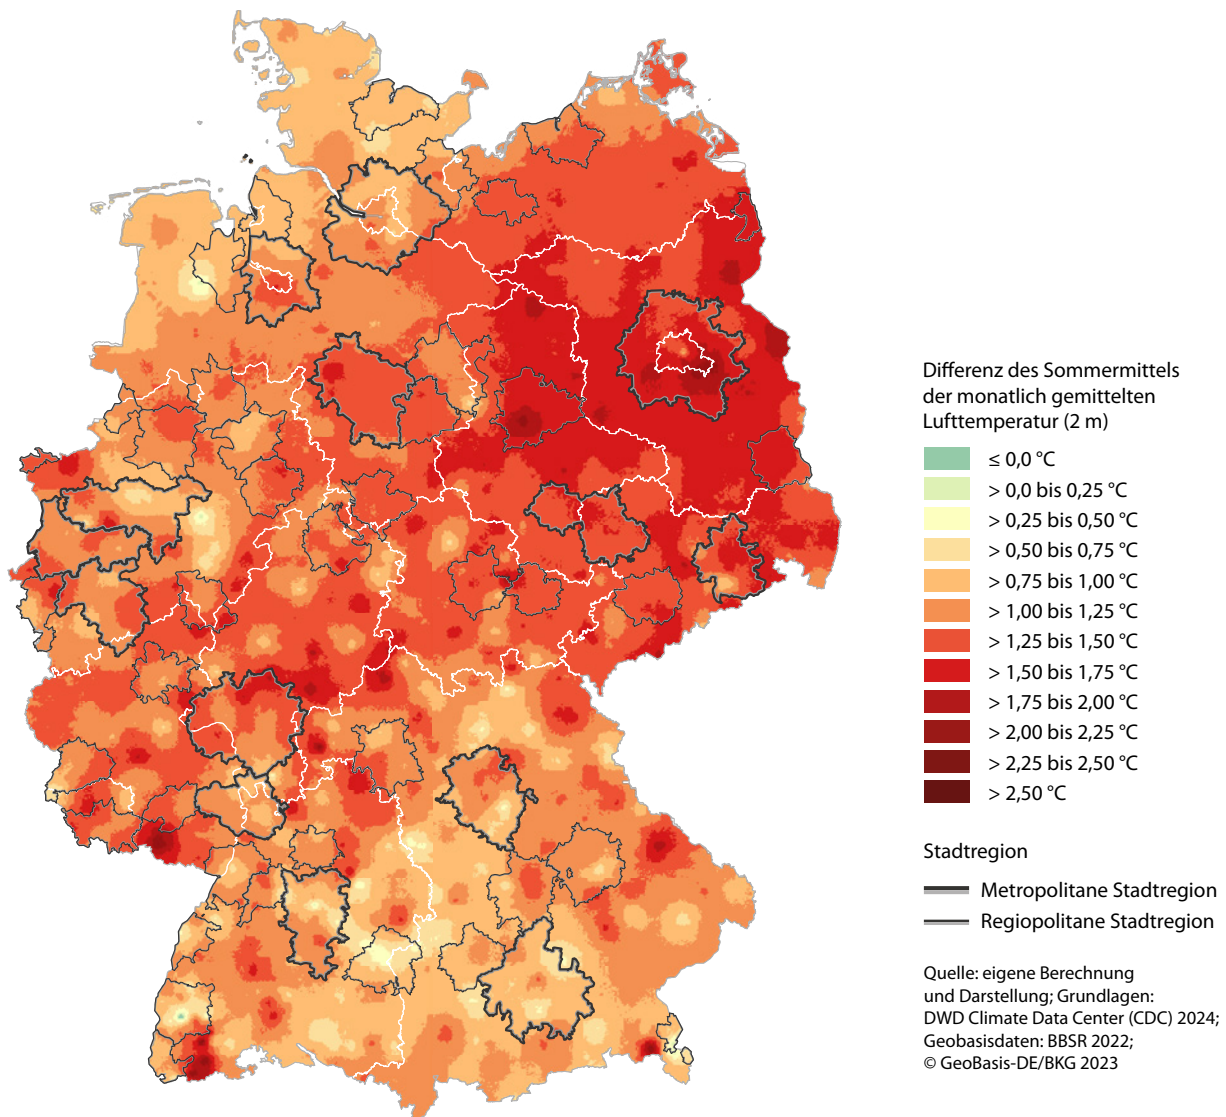 Differenz des Sommermittels
der monatlich gemittelten
Lufttemperatur (2 m)
≤ 0,0 °C
> 0,0 bis 0,25 °C
> 0,25 bis 0,50 °C
> 0,50 bis 0,75 °C
> 0,75 bis 1,00 °C
> 1,00 bis 1,25 °C
> 1,25 bis 1,50 °C
> 1,50 bis 1,75 °C
> 1,75 bis 2,00 °C
> 2,00 bis 2,25 °C
> 2,25 bis 2,50 °C
> 2,50 °C
Stadtregion
Metropolitane Stadtregion
Regiopolitane Stadtregion
Quelle: eigene Berechnung
und Darstellung; Grundlagen:
DWD Climate Data Center (CDC) 2024;
Geobasisdaten: BBSR 2022;
© GeoBasis-DE/BKG 2023